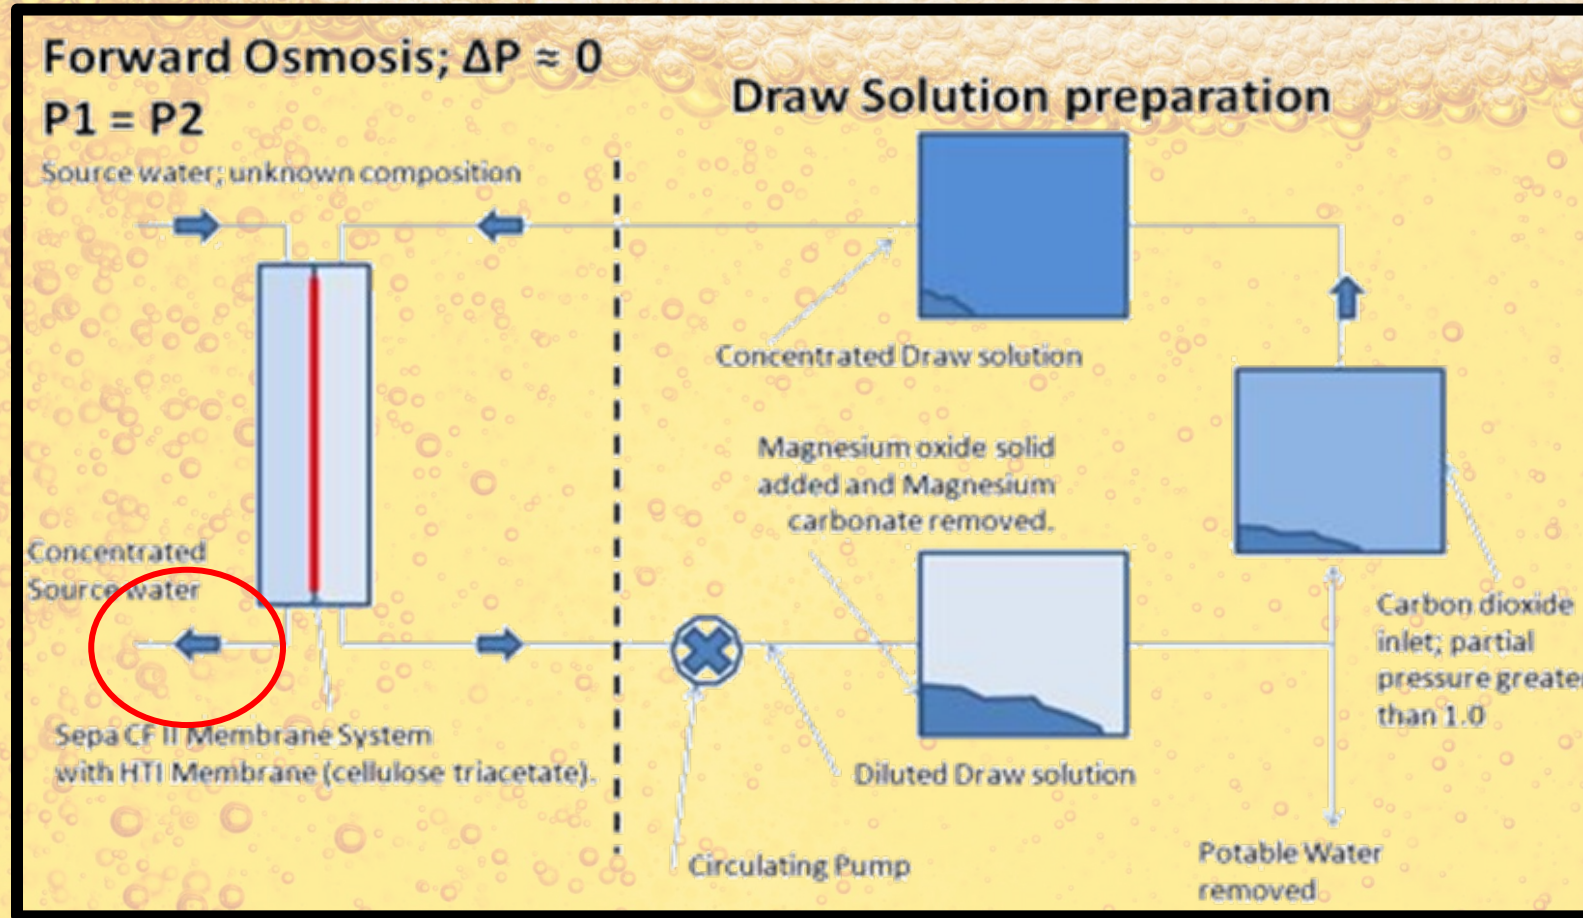 Forward Osmosis; ΔP ≈ 0
P1 = P2
Draw Solution preparation
Source water; unknown composition
Concentrated Draw solution
Magnesium oxide solid
added and Magnesium
carbonate removed.
Concentrated
Source water
Carbon dioxide
inlet; partial
pressure greater
than 1.0
Sepa CF II Membrane System
with HTI Membrane (cellulose triacetate).
Diluted Draw solution
Circulating Pump
Potable Water
removed